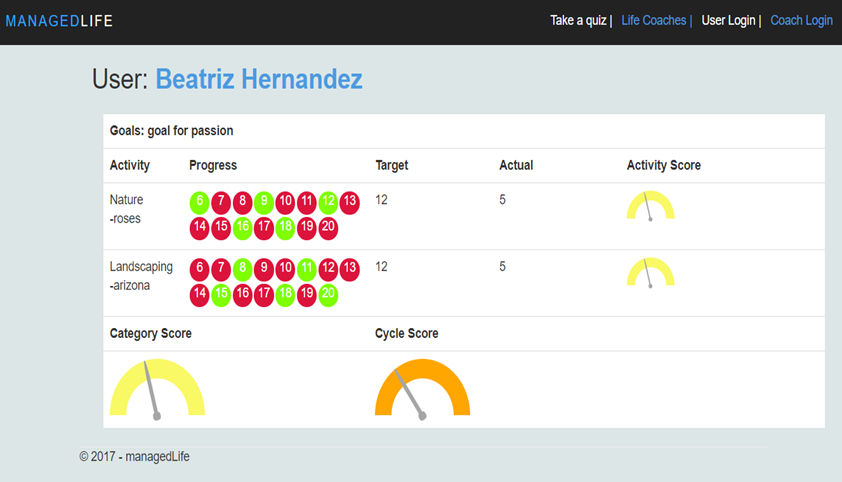 MANAGEDLIFE
Take a quiz | Life Coaches | User Login | Coach Login
User: Beatriz Hernandez
Goals: goal for passion
Activity Progress Target Actual Activity Score
Nature 6 7 8 9 10 11 12 13 12 5
-roses
14 15 16 17 18 19 20
Landscaping 6 7 8 9 10 11 12 13 12 5
-arizona
14 15 16 17 18 19 20
Category Score Cycle Score
© 2017 - managedLife